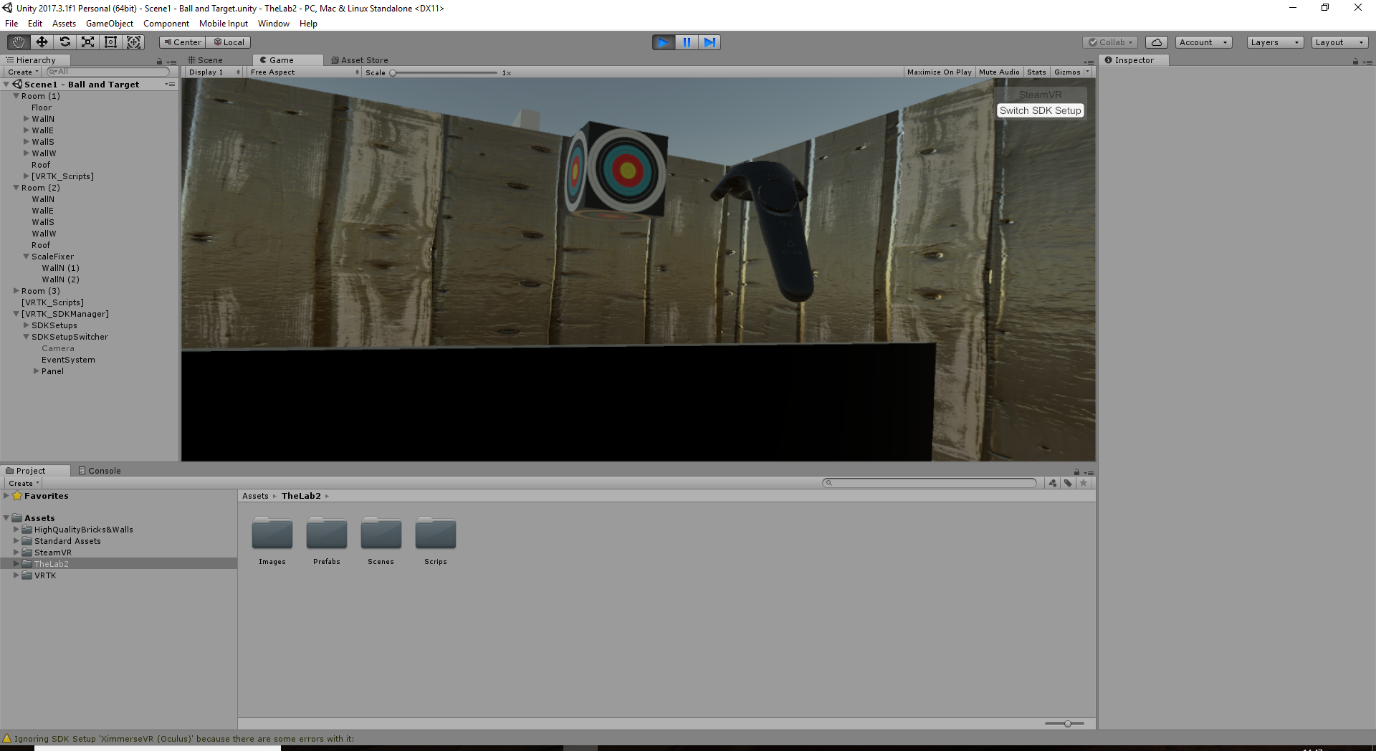 Unity 2017.3.1f1 Personal (64bit) - Scene1 - Ball and Target.unity - TheLab2 - PC, Mac & Linux Standalone <DX11>
File Edit Assets GameObject Component Mobile Input Window Help
Center Local Collab Account Layers Layout
Hierarchy Scene Game Asset Store Inspector
Create All Display 1 Free Aspect Scale 1x Maximize On Play Mute Audio Stats Gizmos
Scene1 - Ball and Target
Room (1)
Floor
WallN
WallE
WallS
WallW
Roof
[VRTK_Scripts]
Room (2)
WallN
WallE
WallS
WallW
Roof
ScaleFixer
WallN (1)
WallN (2)
Room (3)
[VRTK_Scripts]
[VRTK_SDKManager]
SDKSetups
SDKSetupSwitcher
Camera
EventSystem
Panel
SteamVR
Switch SDK Setup
Project Console
Create
Favorites
Assets
HighQualityBricks&Walls
Standard Assets
SteamVR
TheLab2
VRTK
Assets TheLab2
Images Prefabs Scenes Scrips
Ignoring SDK Setup 'XimmerseVR (Oculus)' because there are some errors with it: